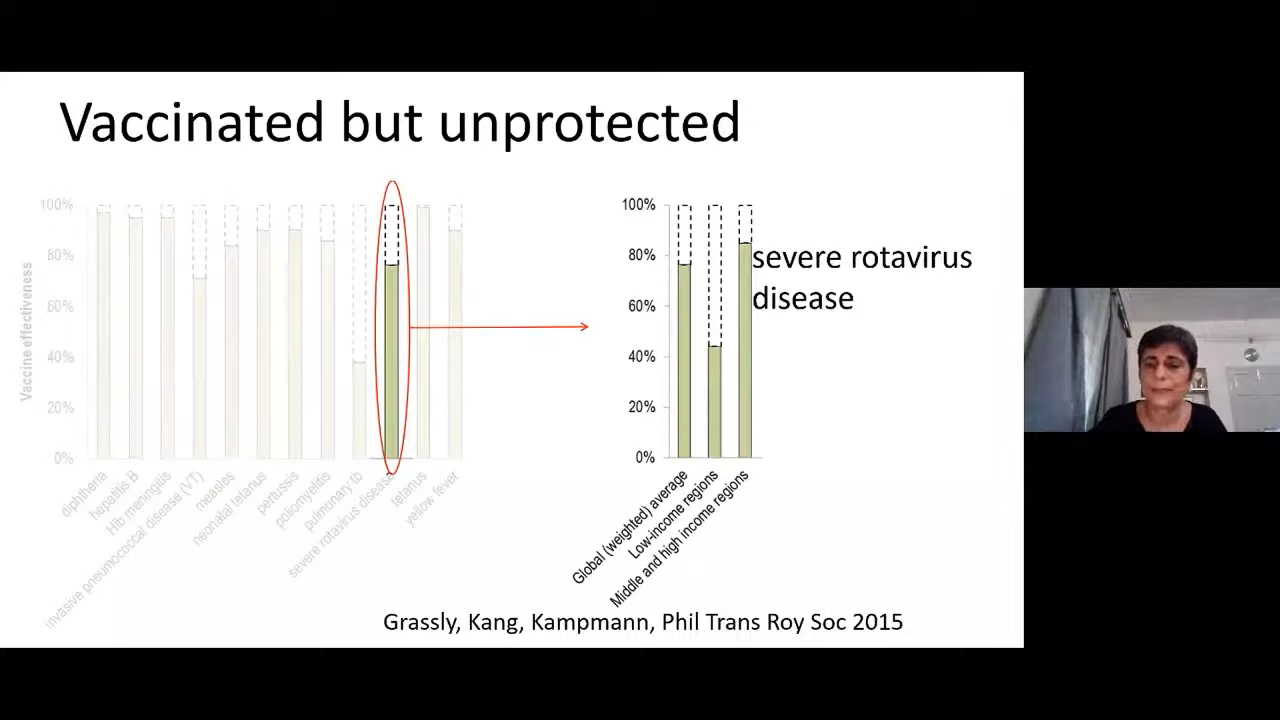 Vaccinated but unprotected
Vaccine effectiveness
100%
80%
60%
40%
20%
0%
diphtheria
hepatitis B
Hib meningitis
invasive pneumococcal disease (VT)
measles
neonatal tetanus
pertussis
poliomyelitis
pulmonary tb
severe rotavirus disease
tetanus
yellow fever
100%
80%
60%
40%
20%
0%
Global (weighted) average
Low-income regions
Middle and high income regions
severe rotavirus
disease
Grassly, Kang, Kampmann, Phil Trans Roy Soc 2015